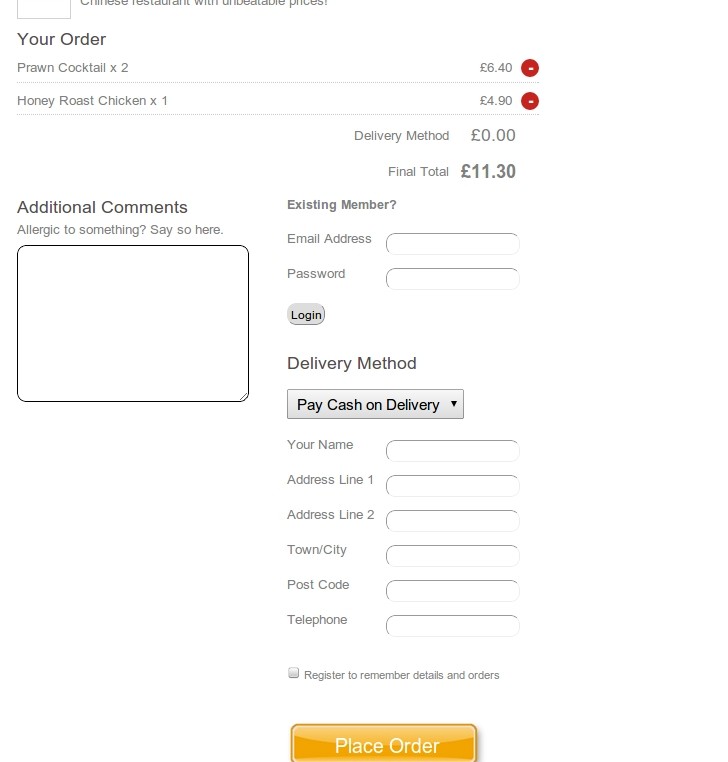 Chinese restaurant with unbeatable prices!
Your Order
Prawn Cocktail x 2 £6.40 -
Honey Roast Chicken x 1 £4.90 -
Delivery Method £0.00
Final Total £11.30
Additional Comments
Allergic to something? Say so here.
Existing Member?
Email Address
Password
Login
Delivery Method
Pay Cash on Delivery
Your Name
Address Line 1
Address Line 2
Town/City
Post Code
Telephone
Register to remember details and orders
Place Order